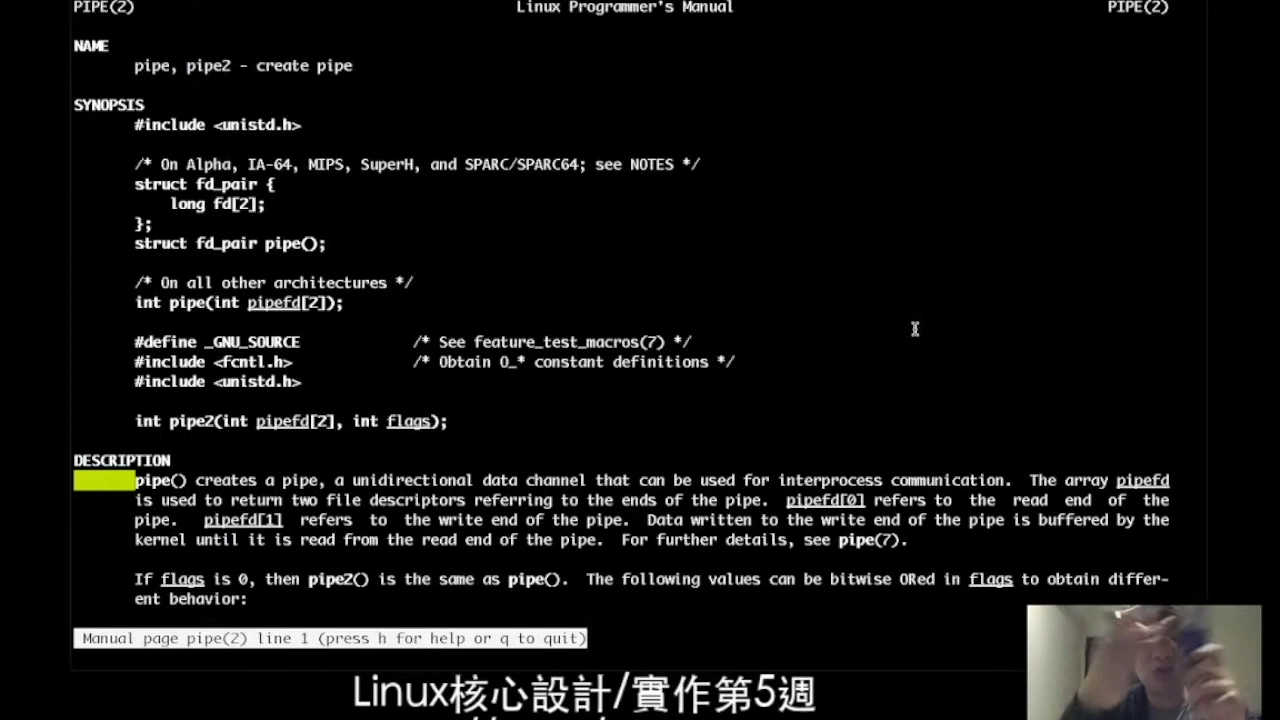 PIPE(2) Linux Programmer's Manual PIPE(2)
NAME
pipe, pipe2 - create pipe
SYNOPSIS
#include <unistd.h>
/* On Alpha, IA-64, MIPS, SuperH, and SPARC/SPARC64; see NOTES */
struct fd_pair {
long fd[2];
};
struct fd_pair pipe();
/* On all other architectures */
int pipe(int pipefd[2]);
#define _GNU_SOURCE /* See feature_test_macros(7) */
#include <fcntl.h> /* Obtain O_* constant definitions */
#include <unistd.h>
int pipe2(int pipefd[2], int flags);
DESCRIPTION
pipe() creates a pipe, a unidirectional data channel that can be used for interprocess communication. The array pipefd
is used to return two file descriptors referring to the ends of the pipe. pipefd[0] refers to the read end of the
pipe. pipefd[1] refers to the write end of the pipe. Data written to the write end of the pipe is buffered by the
kernel until it is read from the read end of the pipe. For further details, see pipe(7).
If flags is 0, then pipe2() is the same as pipe(). The following values can be bitwise ORed in flags to obtain differ-
ent behavior:
Manual page pipe(2) line 1 (press h for help or q to quit)
Linux核心設計/實作第5週